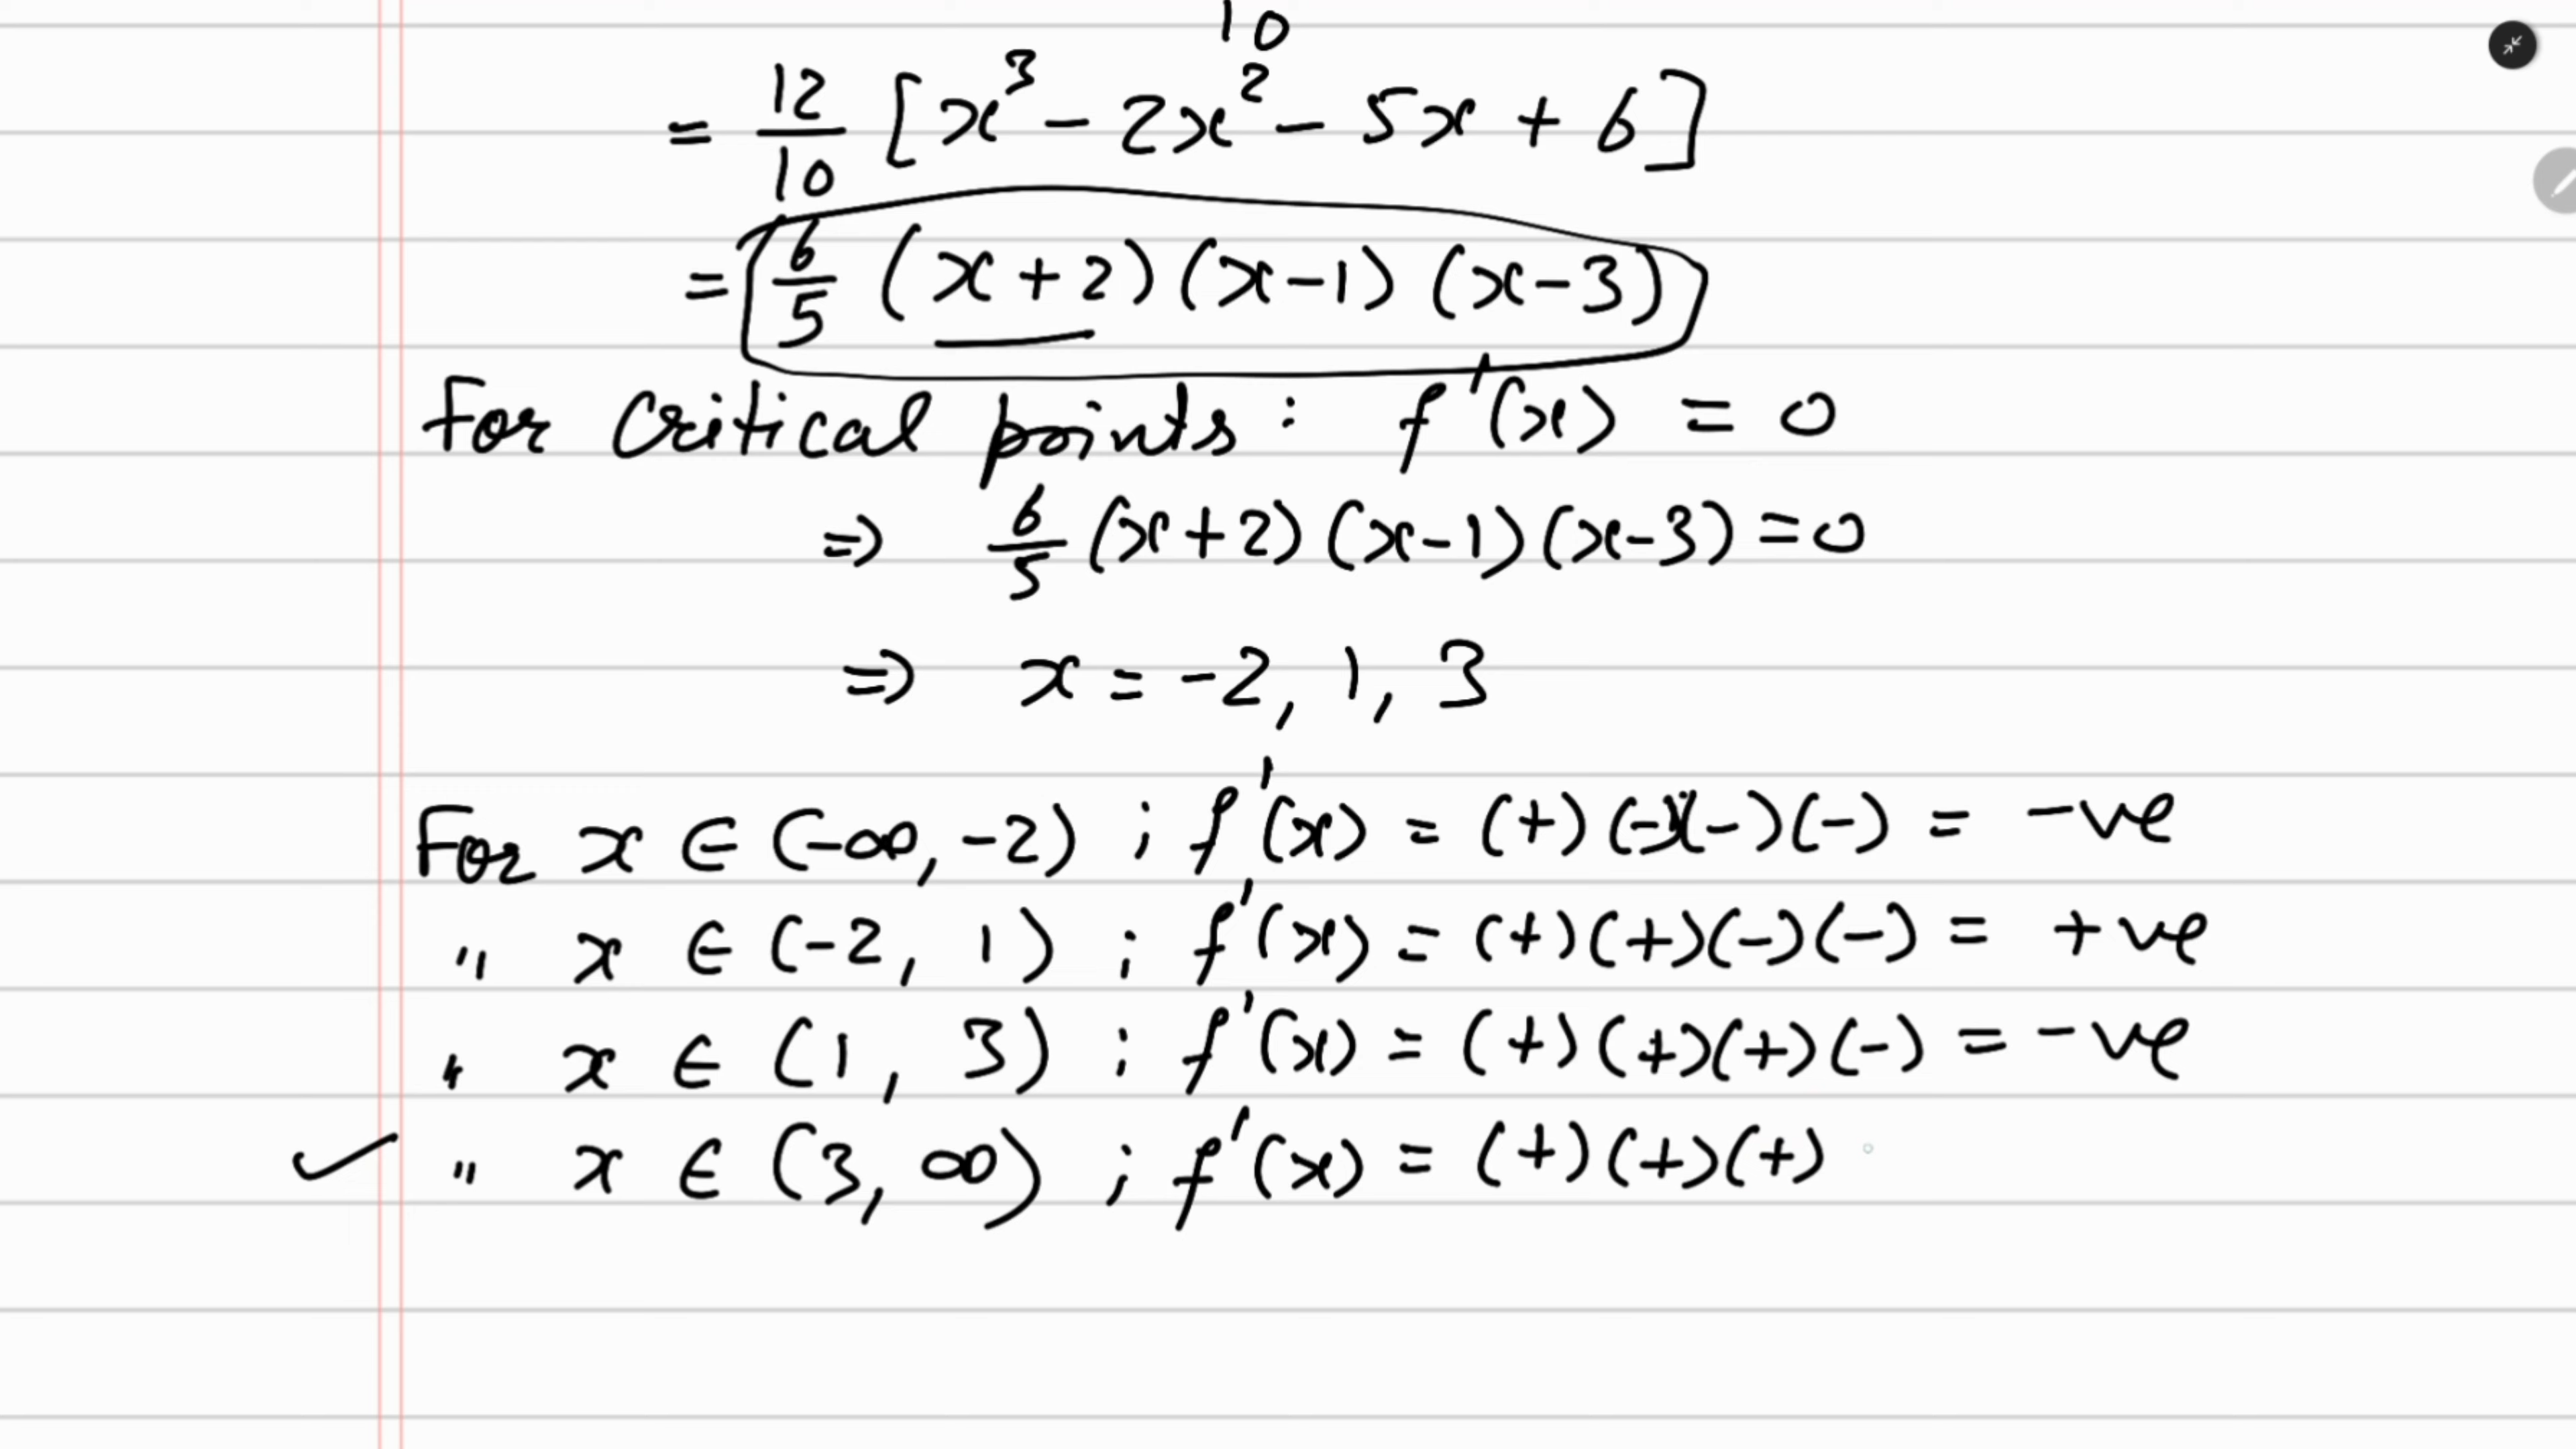 10
= 12/10 [x³ - 2x² - 5x + 6]
= 6/5 (x+2)(x-1)(x-3)
For critical points : f'(x) = 0
⇒ 6/5 (x+2)(x-1)(x-3) = 0
⇒ x = -2, 1, 3
For x ∈ (-∞, -2) ; f'(x) = (+)(-)(-)(-) = -ve
" x ∈ (-2, 1) ; f'(x) = (+)(+)(-)(-) = +ve
" x ∈ (1, 3) ; f'(x) = (+)(+)(+)(-) = -ve
✓ " x ∈ (3, ∞) ; f'(x) = (+)(+)(+)